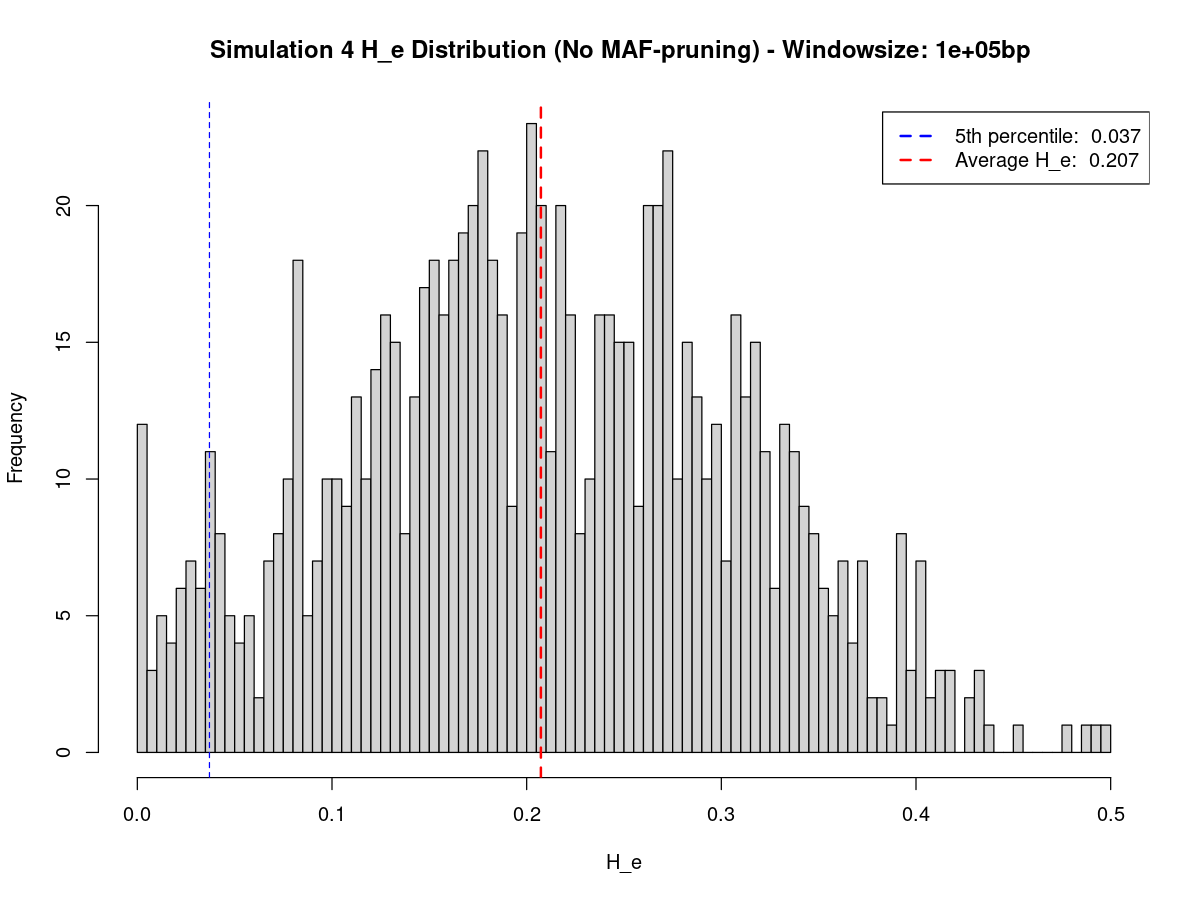 Simulation 4 H_e Distribution (No MAF-pruning) - Windowsize: 1e+05bp
5th percentile: 0.037
Average H_e: 0.207
Frequency
20
15
10
5
0
0.0 0.1 0.2 0.3 0.4 0.5
H_e